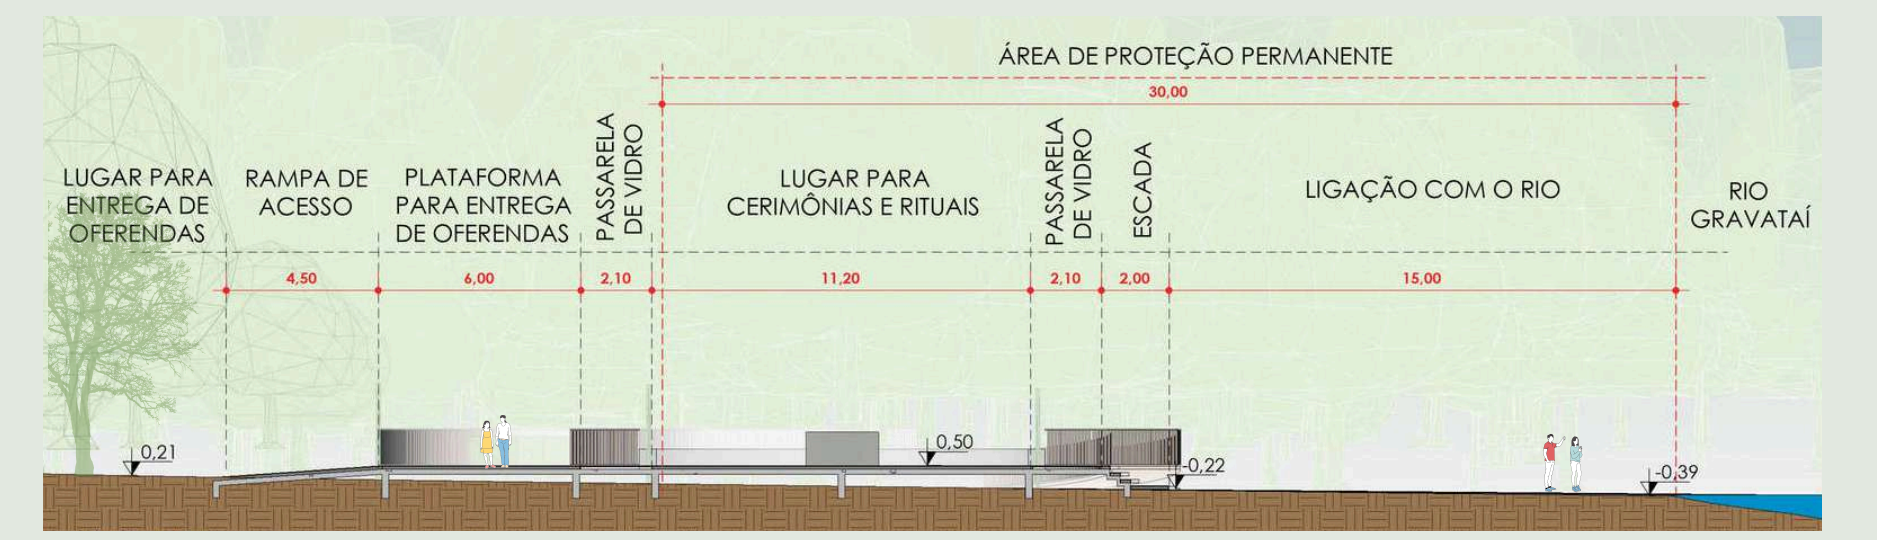 ÁREA DE PROTEÇÃO PERMANENTE
30,00
LUGAR PARA
ENTREGA DE
OFERENDAS
RAMPA DE
ACESSO
PLATAFORMA
PARA ENTREGA
DE OFERENDAS
PASSARELA
DE VIDRO
LUGAR PARA
CERIMÔNIAS E RITUAIS
PASSARELA
DE VIDRO
ESCADA
LIGAÇÃO COM O RIO
RIO
GRAVATAÍ
4,50
6,00
2,10
11,20
2,10
2,00
15,00
0,21
0,50
-0,22
-0,39